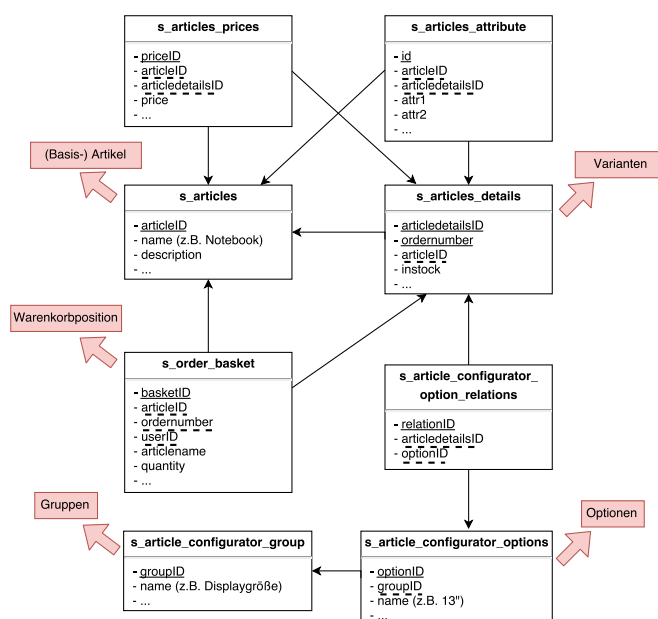 s_articles_prices
- priceID
- articleID
- articledetailsID
- price
- ...
s_articles_attribute
- id
- articleID
- articledetailsID
- attr1
- attr2
- ...
(Basis-) Artikel
Varianten
s_articles
- articleID
- name (z.B. Notebook)
- description
- ...
s_articles_details
- articledetailsID
- ordernumber
- articleID
- instock
- ...
Warenkorbposition
s_order_basket
- basketID
- articleID
- ordernumber
- userID
- articlename
- quantity
- ...
s_article_configurator_
option_relations
- relationID
- articledetailsID
- optionID
Gruppen
Optionen
s_article_configurator_group
- groupID
- name (z.B. Displaygröße)
- ...
s_article_configurator_options
- optionID
- groupID
- name (z.B. 13")
- ...